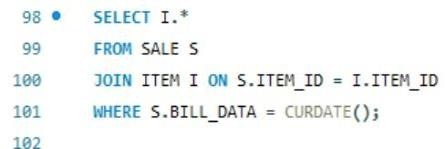 98 SELECT I.*
99 FROM SALE S
100 JOIN ITEM I ON S.ITEM_ID = I.ITEM_ID
101 WHERE S.BILL_DATA = CURDATE();
102